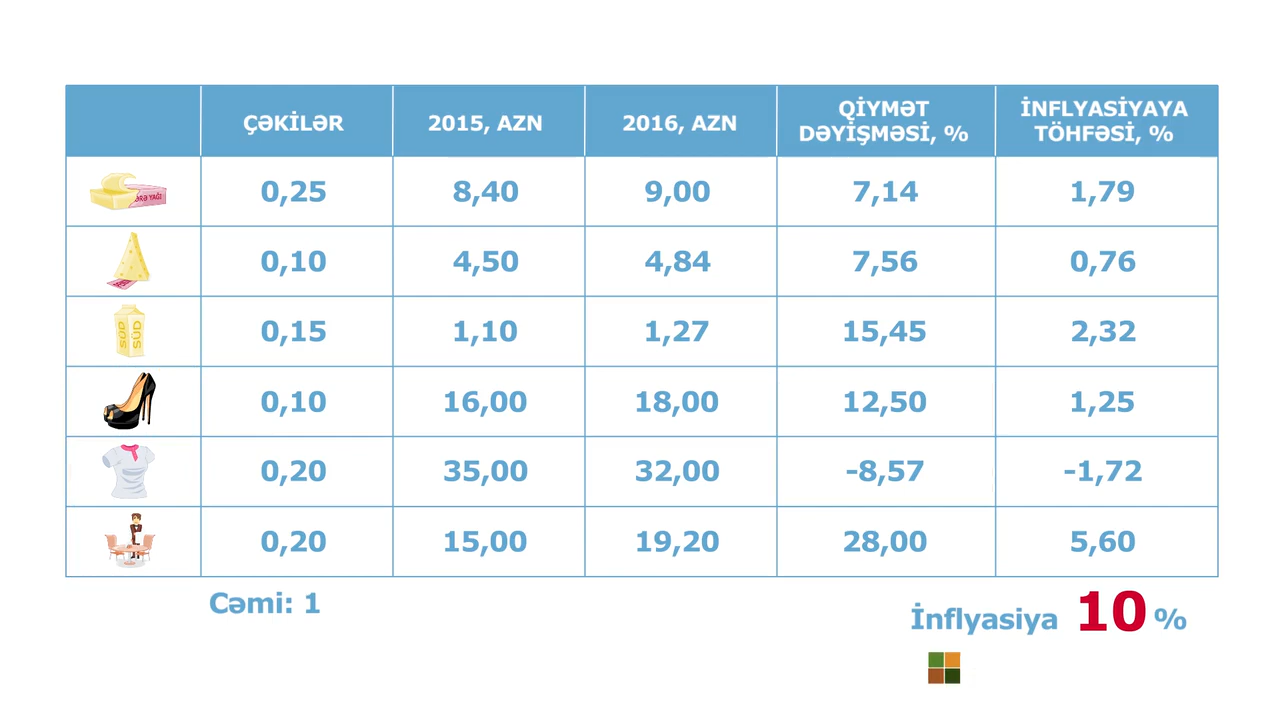 ÇƏKİLƏR 2015, AZN 2016, AZN QİYMƏT DƏYİŞMƏSİ, % İNFLYASİYAYA TÖHFƏSİ, %
ƏRƏ YAĞI 0,25 8,40 9,00 7,14 1,79
0,10 4,50 4,84 7,56 0,76
SÜD SÜD 0,15 1,10 1,27 15,45 2,32
0,10 16,00 18,00 12,50 1,25
0,20 35,00 32,00 -8,57 -1,72
0,20 15,00 19,20 28,00 5,60
Cəmi: 1
İnflyasiya 10 %